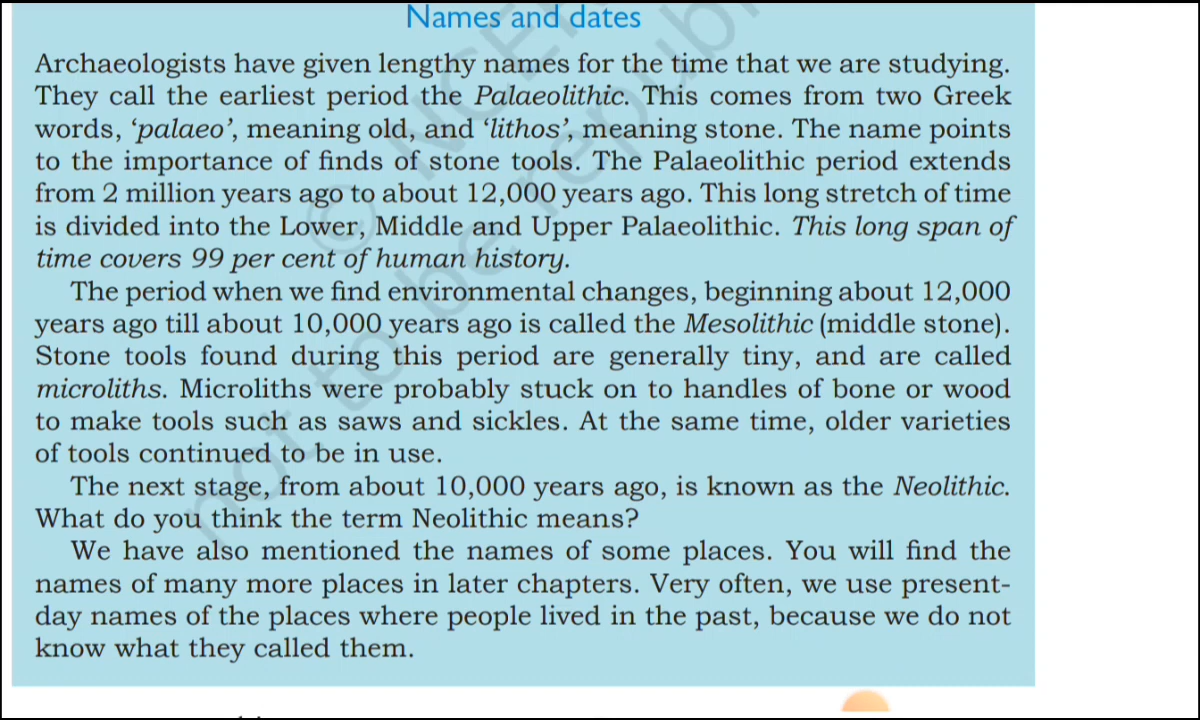 Names and dates
Archaeologists have given lengthy names for the time that we are studying.
They call the earliest period the Palaeolithic. This comes from two Greek
words, ‘palaeo’, meaning old, and ‘lithos’, meaning stone. The name points
to the importance of finds of stone tools. The Palaeolithic period extends
from 2 million years ago to about 12,000 years ago. This long stretch of time
is divided into the Lower, Middle and Upper Palaeolithic. This long span of
time covers 99 per cent of human history.
The period when we find environmental changes, beginning about 12,000
years ago till about 10,000 years ago is called the Mesolithic (middle stone).
Stone tools found during this period are generally tiny, and are called
microliths. Microliths were probably stuck on to handles of bone or wood
to make tools such as saws and sickles. At the same time, older varieties
of tools continued to be in use.
The next stage, from about 10,000 years ago, is known as the Neolithic.
What do you think the term Neolithic means?
We have also mentioned the names of some places. You will find the
names of many more places in later chapters. Very often, we use present-
day names of the places where people lived in the past, because we do not
know what they called them.